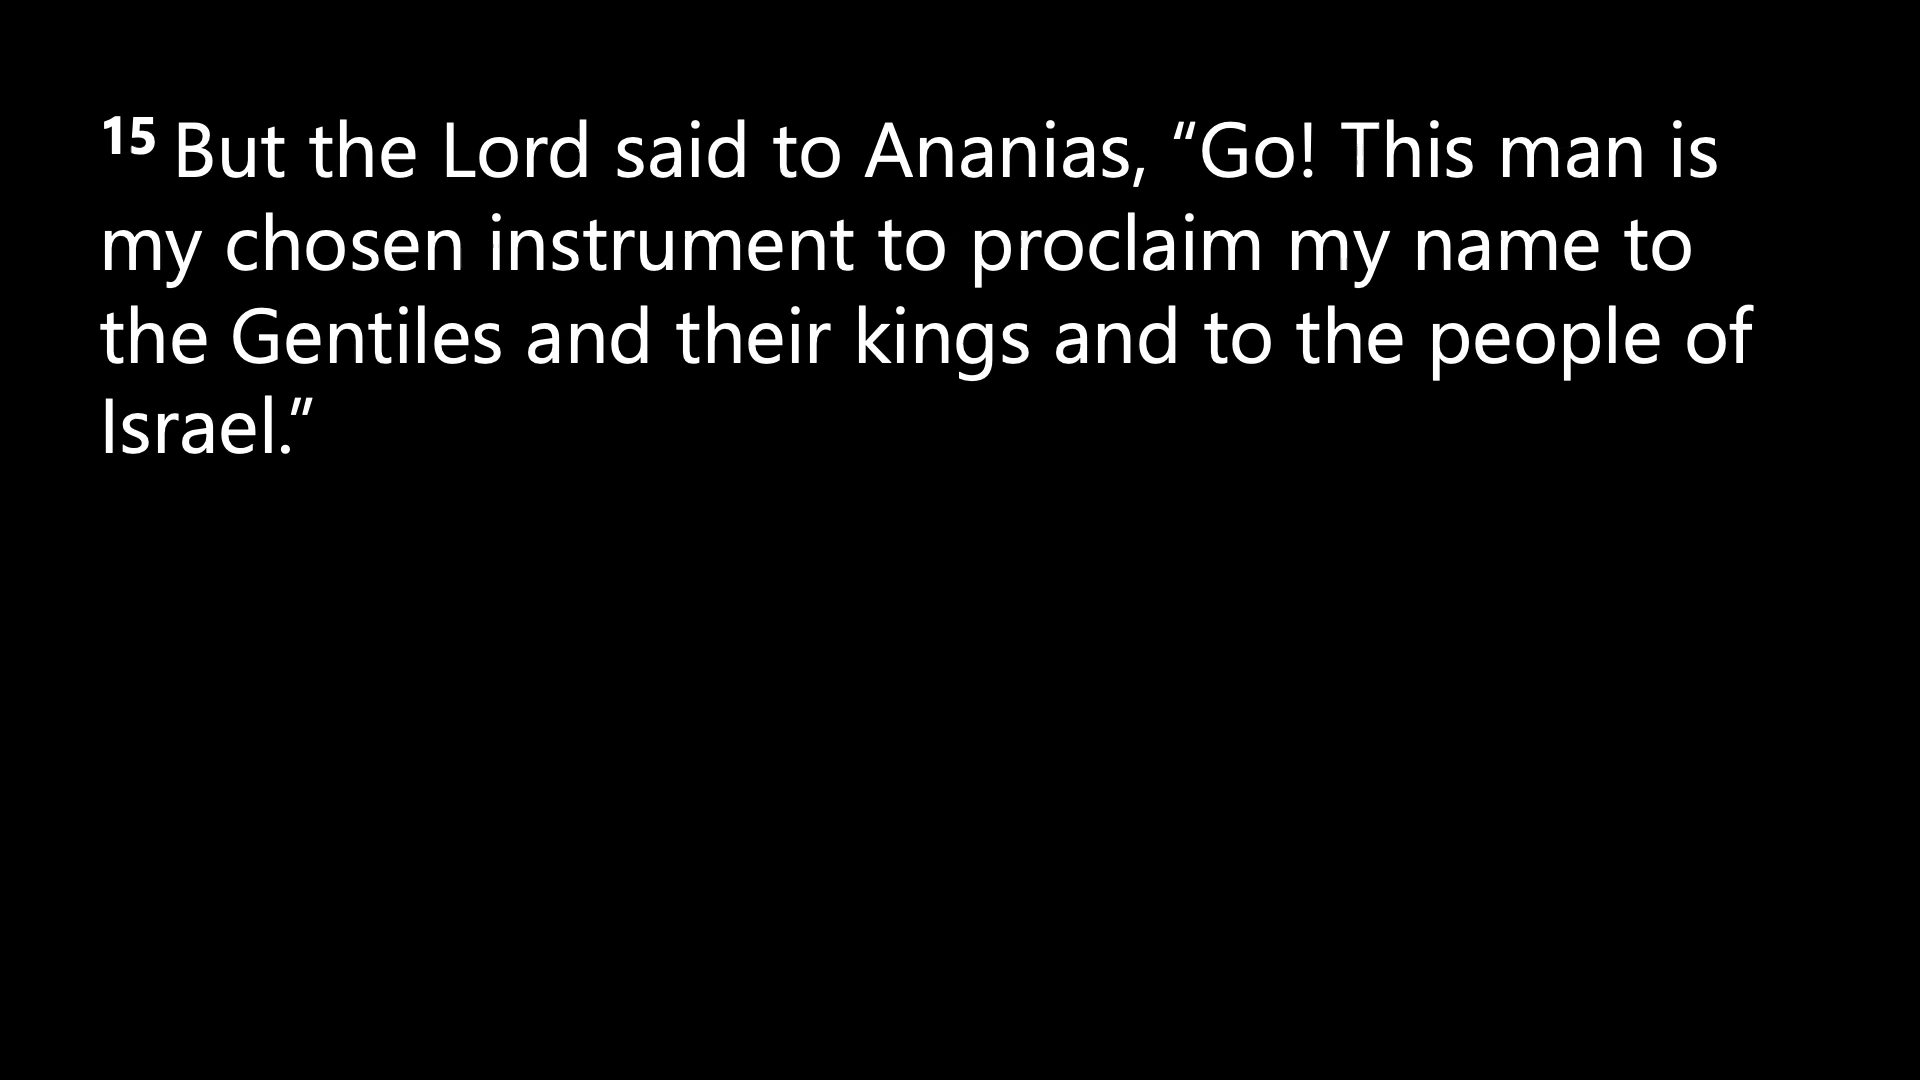 15 But the Lord said to Ananias, “Go! This man is
my chosen instrument to proclaim my name to
the Gentiles and their kings and to the people of
Israel.”